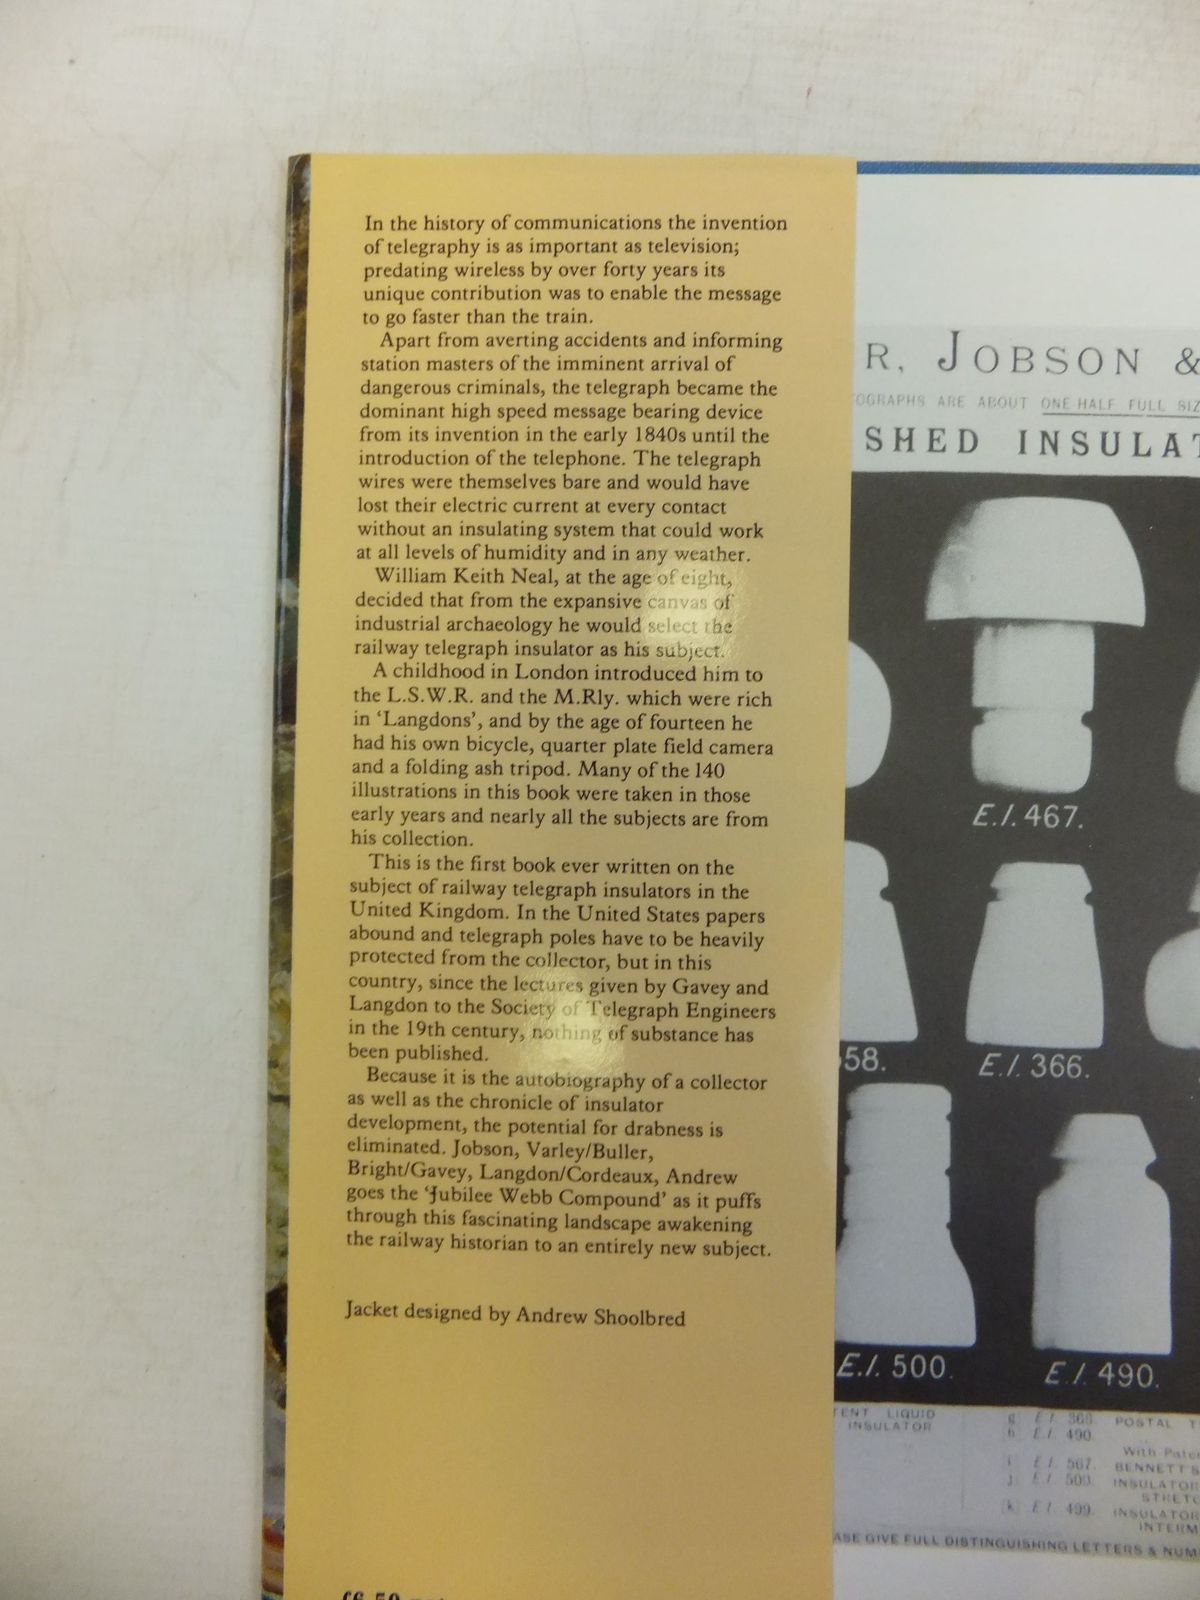 In the history of communications the invention
of telegraphy is as important as television;
predating wireless by over forty years its
unique contribution was to enable the message
to go faster than the train.
Apart from averting accidents and informing
station masters of the imminent arrival of
dangerous criminals, the telegraph became the
dominant high speed message bearing device
from its invention in the early 1840s until the
introduction of the telephone. The telegraph
wires were themselves bare and would have
lost their electric current at every contact
without an insulating system that could work
at all levels of humidity and in any weather.
William Keith Neal, at the age of eight,
decided that from the expansive canvas of
industrial archaeology he would select the
railway telegraph insulator as his subject.
A childhood in London introduced him to
the L.S.W.R. and the M.Rly. which were rich
in ‘Langdons’, and by the age of fourteen he
had his own bicycle, quarter plate field camera
and a folding ash tripod. Many of the 140
illustrations in this book were taken in those
early years and nearly all the subjects are from
his collection.
This is the first book ever written on the
subject of railway telegraph insulators in the
United Kingdom. In the United States papers
abound and telegraph poles have to be heavily
protected from the collector, but in this
country, since the lectures given by Gavey and
Langdon to the Society of Telegraph Engineers
in the 19th century, nothing of substance has
been published.
Because it is the autobiography of a collector
as well as the chronicle of insulator
development, the potential for drabness is
eliminated. Jobson, Varley/Buller,
Bright/Gavey, Langdon/Cordeaux, Andrew
goes the ‘Jubilee Webb Compound’ as it puffs
through this fascinating landscape awakening
the railway historian to an entirely new subject.
Jacket designed by Andrew Shoolbred
R, JOBSON &
OGRAPHS ARE ABOUT ONE HALF FULL SIZ
SHED INSULAT
E.I. 467.
58.
E.I. 366.
E.I. 500.
E.I. 490.
TENT LIQUID
INSULATOR
g E.I. 366. POSTAL T
h E.I. 490.
With Pate
i E.I. 567. BENNETT S
j E.I. 500. INSULATOR
STRETC
k E.I. 499. INSULATOR
INTERM
ASE GIVE FULL DISTINGUISHING LETTERS & NUM